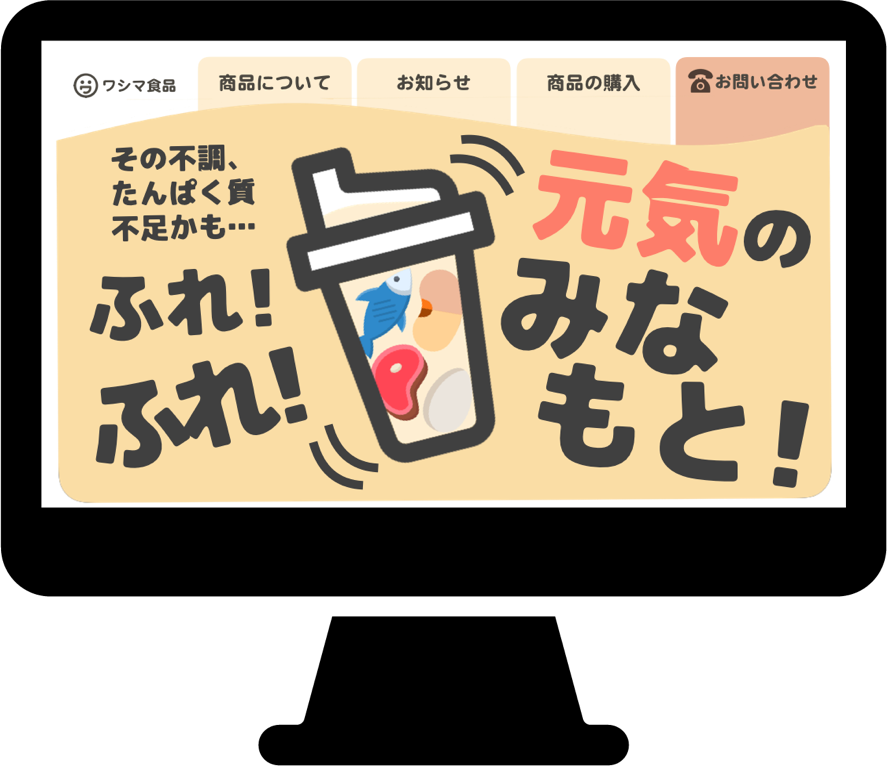 ワシマ食品
商品について
お知らせ
商品の購入
お問い合わせ
その不調、
たんぱく質
不足かも…
ふれ!
ふれ!
元気の
みな
もと!